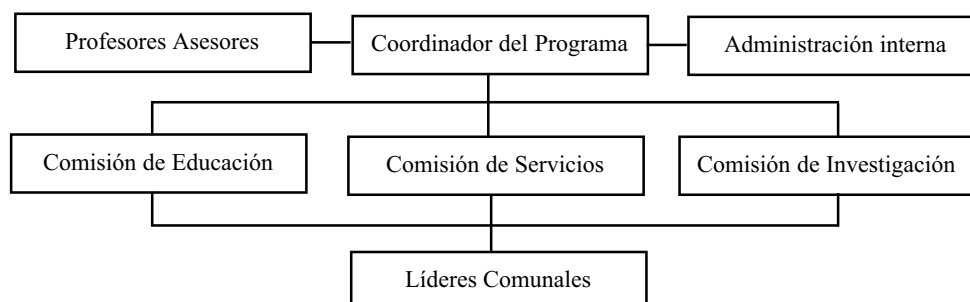 Profesores Asesores
Coordinador del Programa
Administración interna
Comisión de Educación
Comisión de Servicios
Comisión de Investigación
Líderes Comunales